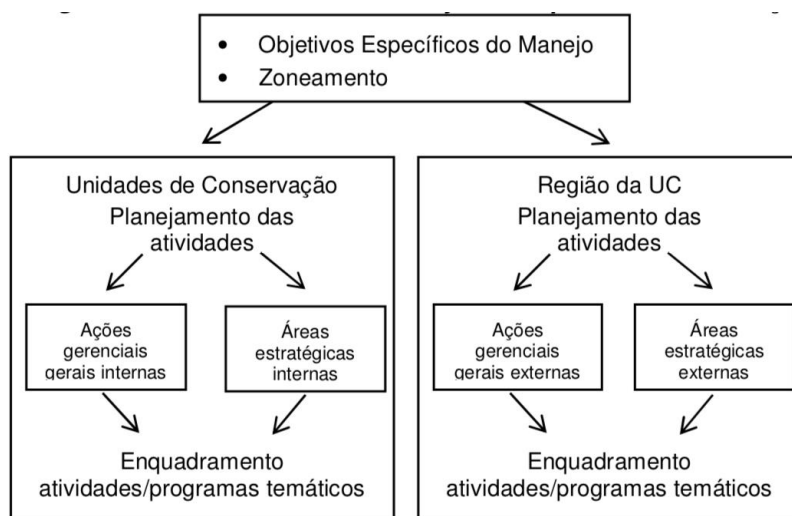 • Objetivos Específicos do Manejo
• Zoneamento
Unidades de Conservação
Planejamento das
atividades
Ações
gerenciais
gerais internas
Áreas
estratégicas
internas
Enquadramento
atividades/programas temáticos
Região da UC
Planejamento das
atividades
Ações
gerenciais
gerais externas
Áreas
estratégicas
externas
Enquadramento
atividades/programas temáticos